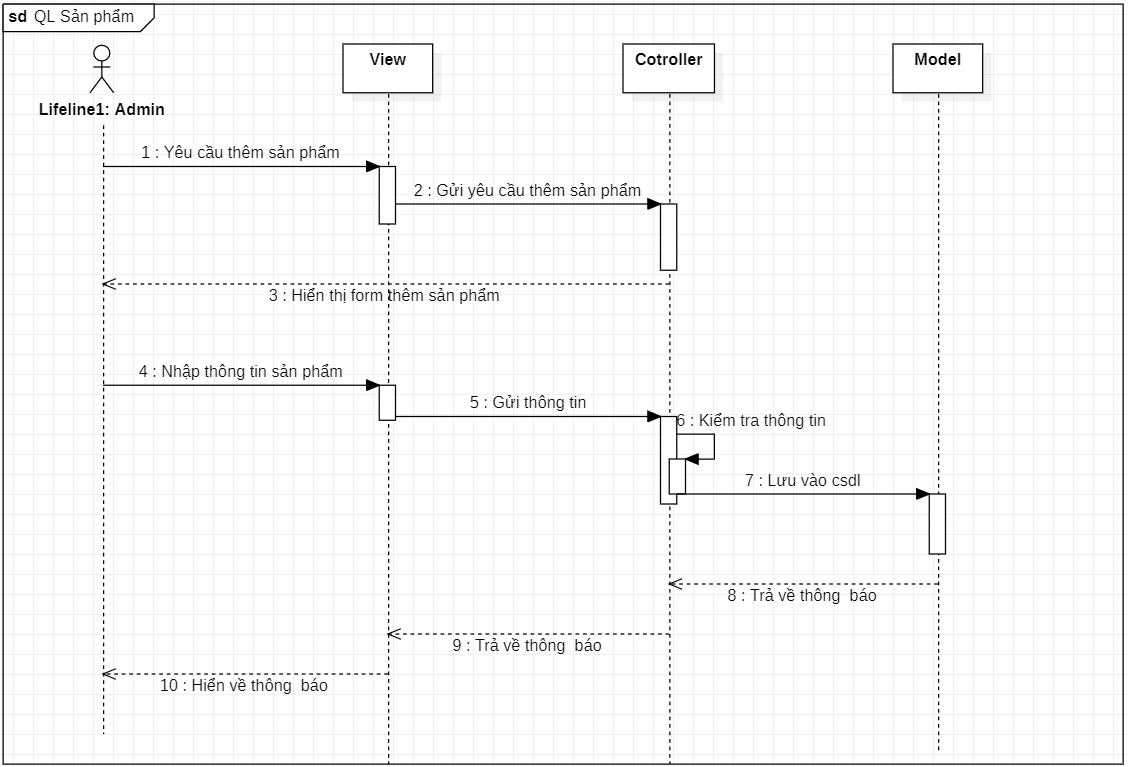 sd QL Sản phẩm
View
Cotroller
Model
Lifeline1: Admin
1 : Yêu cầu thêm sản phẩm
2 : Gửi yêu cầu thêm sản phẩm
3 : Hiển thị form thêm sản phẩm
4 : Nhập thông tin sản phẩm
5 : Gửi thông tin
6 : Kiểm tra thông tin
7 : Lưu vào csdl
8 : Trả về thông báo
9 : Trả về thông báo
10 : Hiển về thông báo